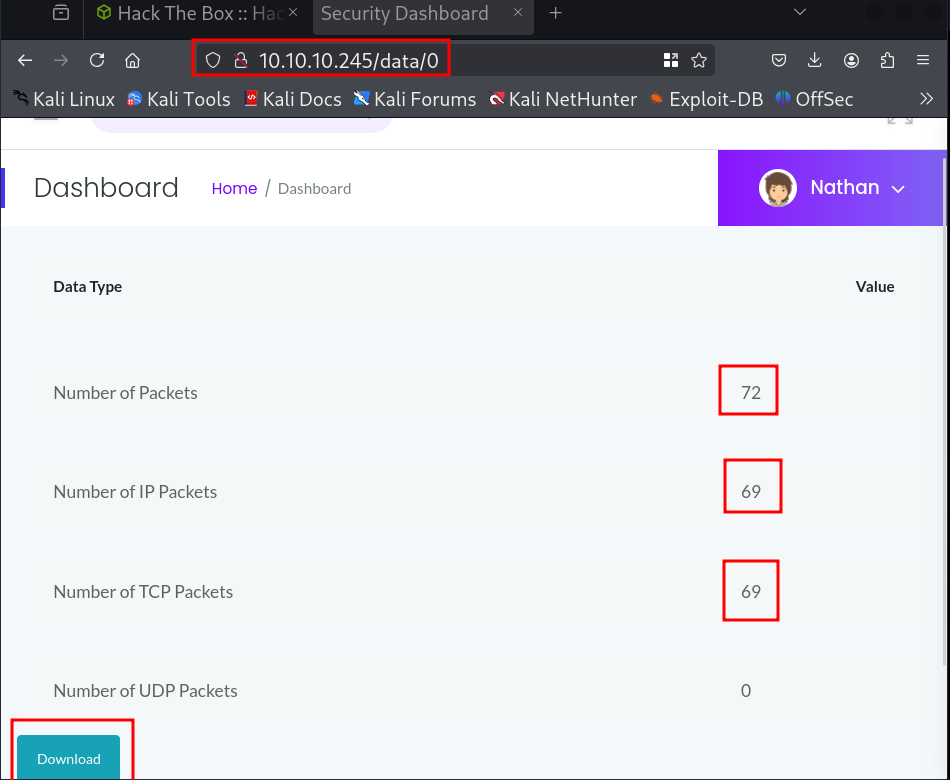 Hack The Box :: Hac
Security Dashboard
10.10.10.245/data/0
Kali Linux Kali Tools Kali Docs Kali Forums Kali NetHunter Exploit-DB OffSec
Dashboard Home / Dashboard Nathan
Data Type Value
Number of Packets 72
Number of IP Packets 69
Number of TCP Packets 69
Number of UDP Packets 0
Download